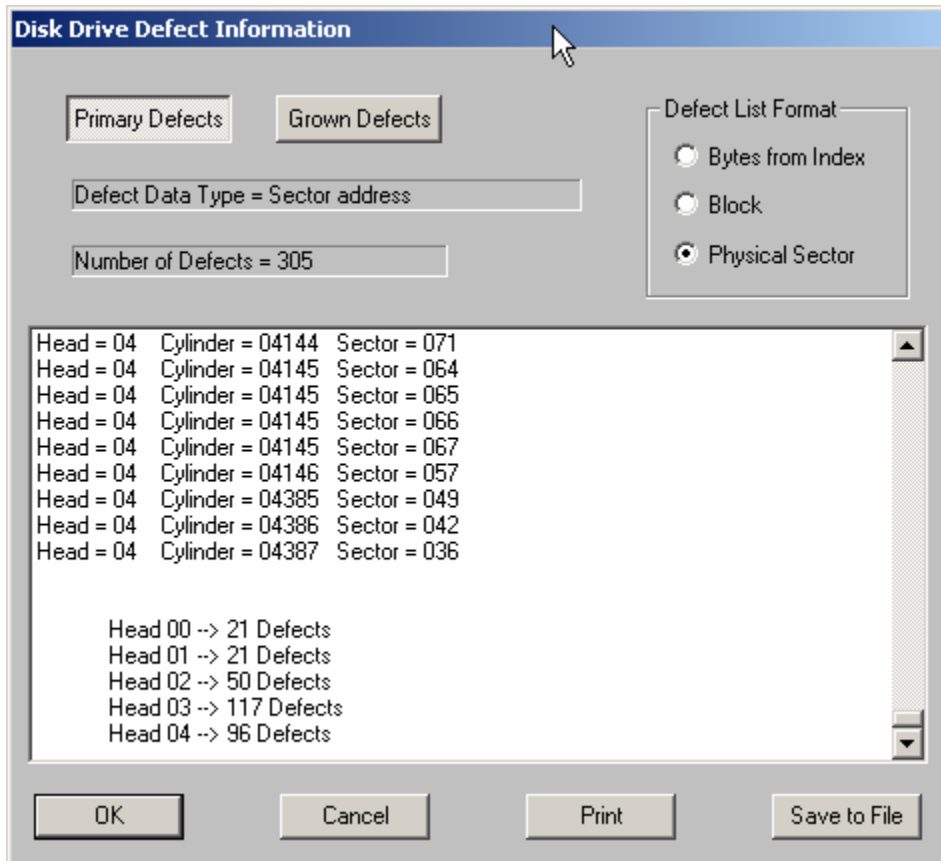 Disk Drive Defect Information
Primary Defects
Grown Defects
Defect List Format
Bytes from Index
Block
Physical Sector
Defect Data Type = Sector address
Number of Defects = 305
Head = 04 Cylinder = 04144 Sector = 071
Head = 04 Cylinder = 04145 Sector = 064
Head = 04 Cylinder = 04145 Sector = 065
Head = 04 Cylinder = 04145 Sector = 066
Head = 04 Cylinder = 04145 Sector = 067
Head = 04 Cylinder = 04146 Sector = 057
Head = 04 Cylinder = 04385 Sector = 049
Head = 04 Cylinder = 04386 Sector = 042
Head = 04 Cylinder = 04387 Sector = 036
Head 00 --> 21 Defects
Head 01 --> 21 Defects
Head 02 --> 50 Defects
Head 03 --> 117 Defects
Head 04 --> 96 Defects
OK
Cancel
Print
Save to File